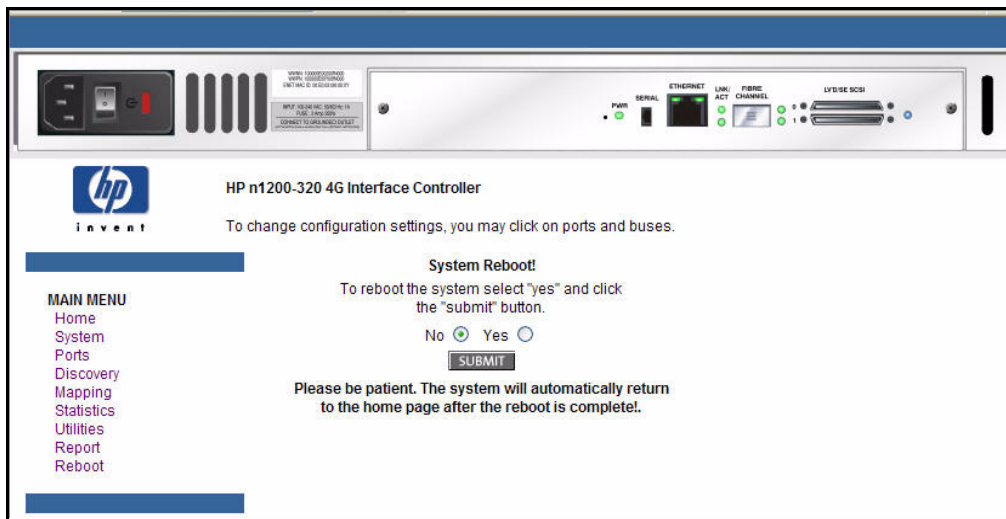 PWR
SERIAL
ETHERNET
LNK/
ACT
FIBRE
CHANNEL
LVD/SE SCSI
0
1
hp
invent
HP n1200-320 4G Interface Controller
To change configuration settings, you may click on ports and buses.
System Reboot!
To reboot the system select "yes" and click
the "submit" button.
No Yes
SUBMIT
Please be patient. The system will automatically return
to the home page after the reboot is complete!.
MAIN MENU
Home
System
Ports
Discovery
Mapping
Statistics
Utilities
Report
Reboot